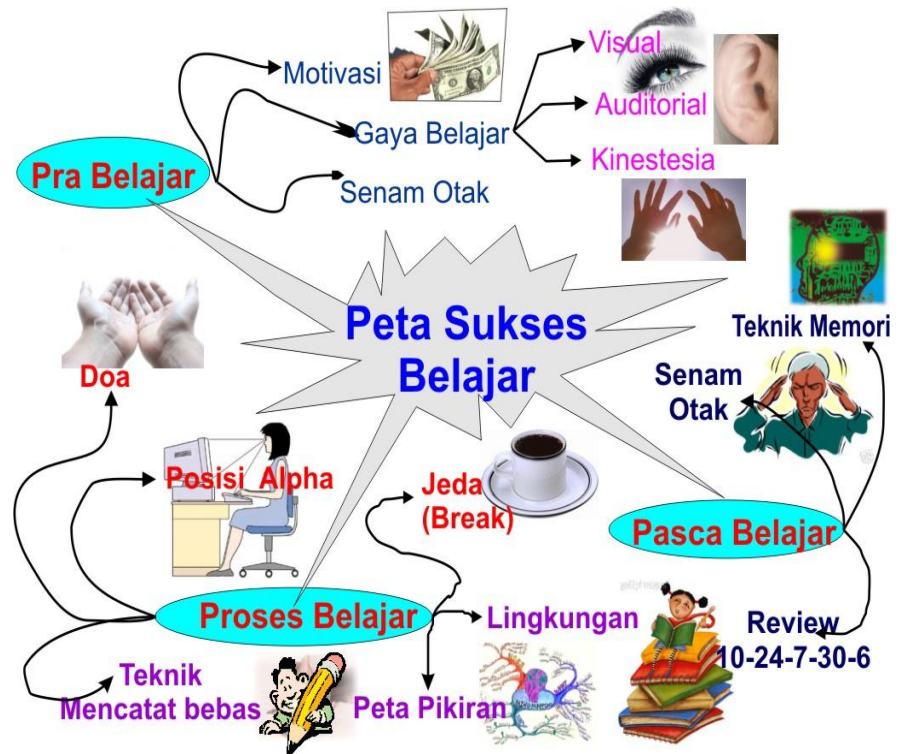 Motivasi
Visual
Auditorial
Gaya Belajar
Kinestesia
Pra Belajar
Senam Otak
Peta Sukses
Belajar
Teknik Memori
Doa
Senam
Otak
Posisi Alpha
Jeda
(Break)
Pasca Belajar
Proses Belajar
Lingkungan
Review
10-24-7-30-6
Teknik
Mencatat bebas
Peta Pikiran